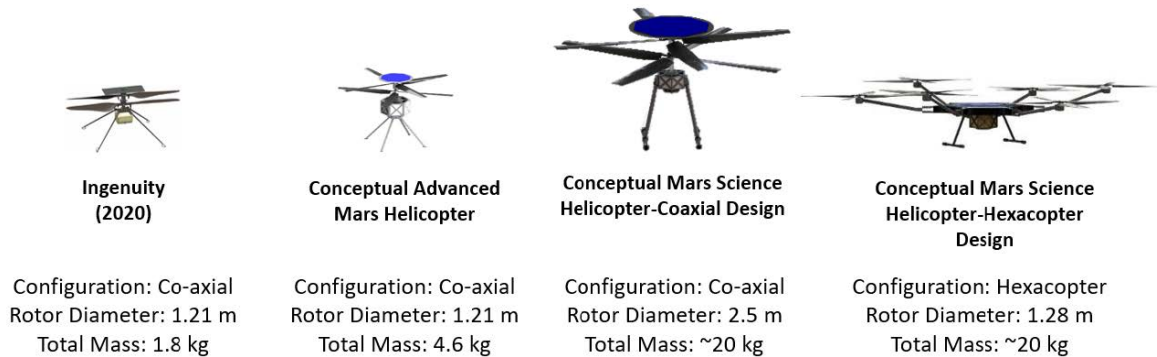 Ingenuity
(2020)
Configuration: Co-axial
Rotor Diameter: 1.21 m
Total Mass: 1.8 kg
Conceptual Advanced
Mars Helicopter
Configuration: Co-axial
Rotor Diameter: 1.21 m
Total Mass: 4.6 kg
Conceptual Mars Science
Helicopter-Coaxial Design
Configuration: Co-axial
Rotor Diameter: 2.5 m
Total Mass: ~20 kg
Conceptual Mars Science
Helicopter-Hexacopter
Design
Configuration: Hexacopter
Rotor Diameter: 1.28 m
Total Mass: ~20 kg